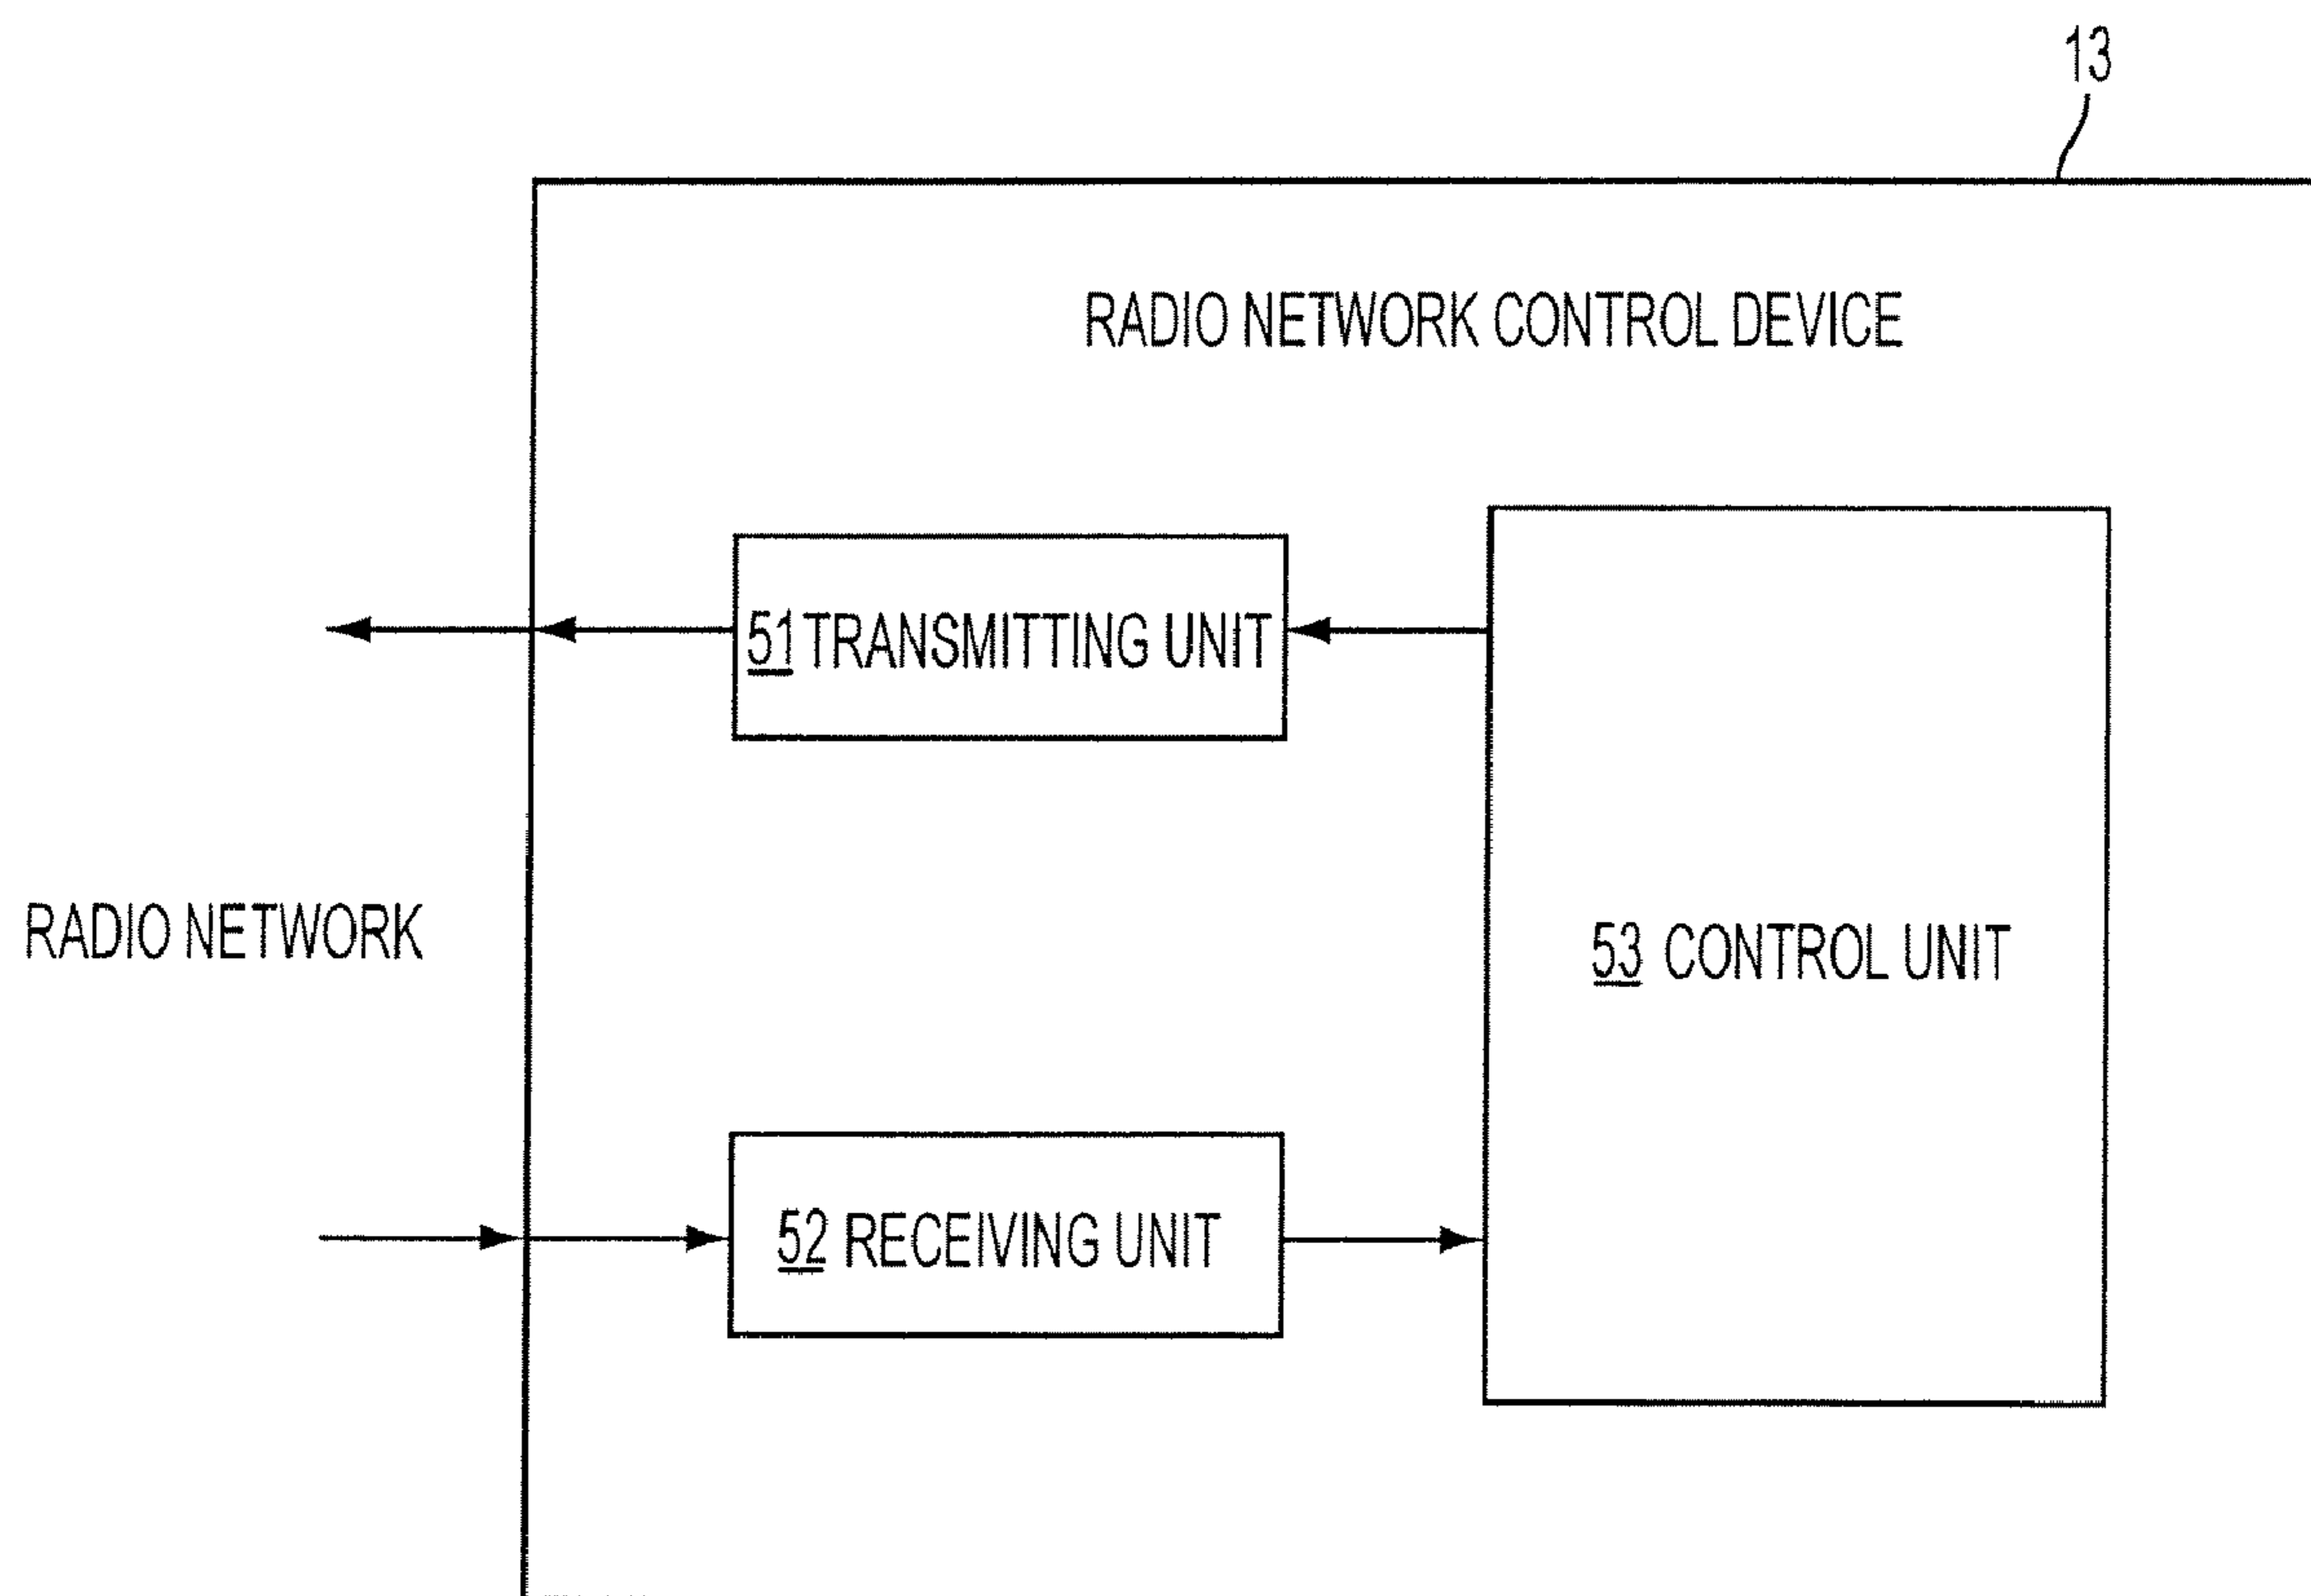 13
RADIO NETWORK CONTROL DEVICE
51 TRANSMITTING UNIT
RADIO NETWORK
53 CONTROL UNIT
52 RECEIVING UNIT